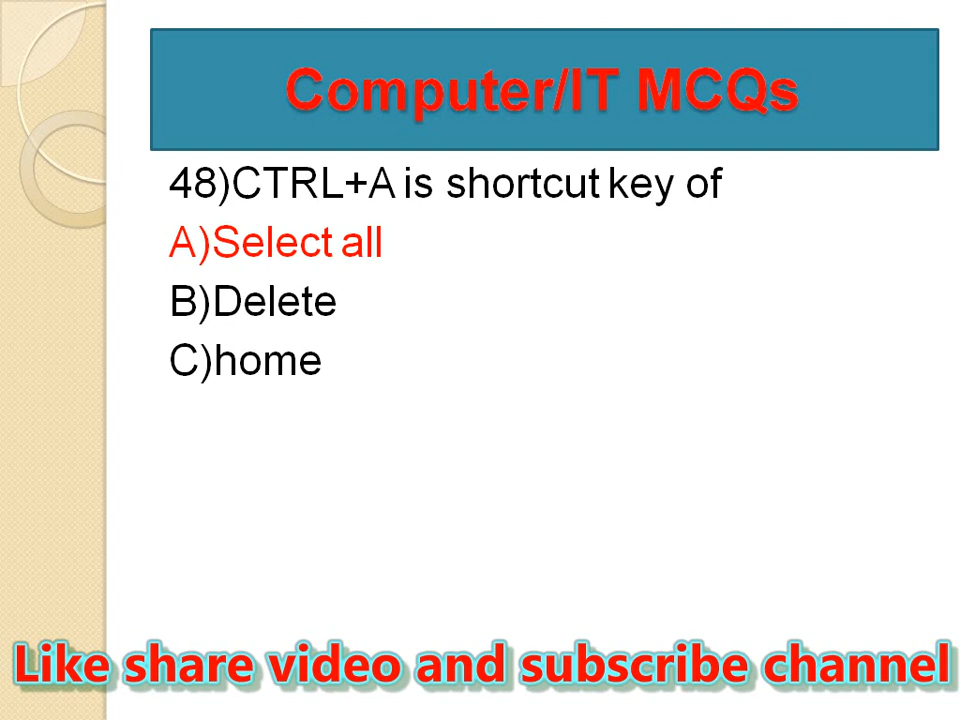 Computer/IT MCQs
48)CTRL+A is shortcut key of
A)Select all
B)Delete
C)home
Like share video and subscribe channel